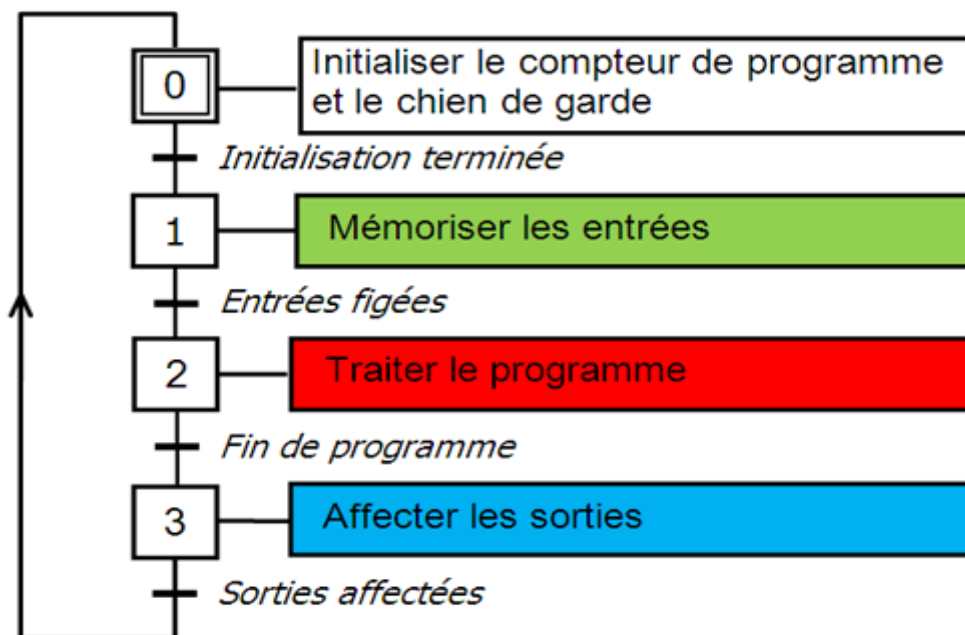 0
Initialiser le compteur de programme
et le chien de garde
Initialisation terminée
1
Mémoriser les entrées
Entrées figées
2
Traiter le programme
Fin de programme
3
Affecter les sorties
Sorties affectées